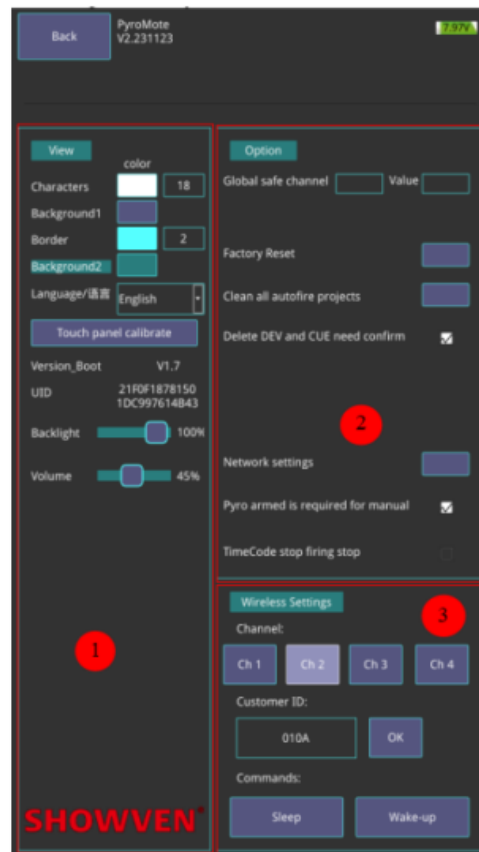 Back
PyroMote
V2.231123
7.97V
View
color
Characters 18
Background1
Border 2
Background2
Language/语言 English
Touch panel calibrate
Version_Boot V1.7
UID 21F0F1878150
1DC997614B43
Backlight 100%
Volume 45%
1
SHOWVEN®
Option
Global safe channel Value
Factory Reset
Clean all autofire projects
Delete DEV and CUE need confirm
2
Network settings
Pyro armed is required for manual
TimeCode stop firing stop
Wireless Settings
3
Channel:
Ch 1 Ch 2 Ch 3 Ch 4
Customer ID:
010A OK
Commands:
Sleep Wake-up